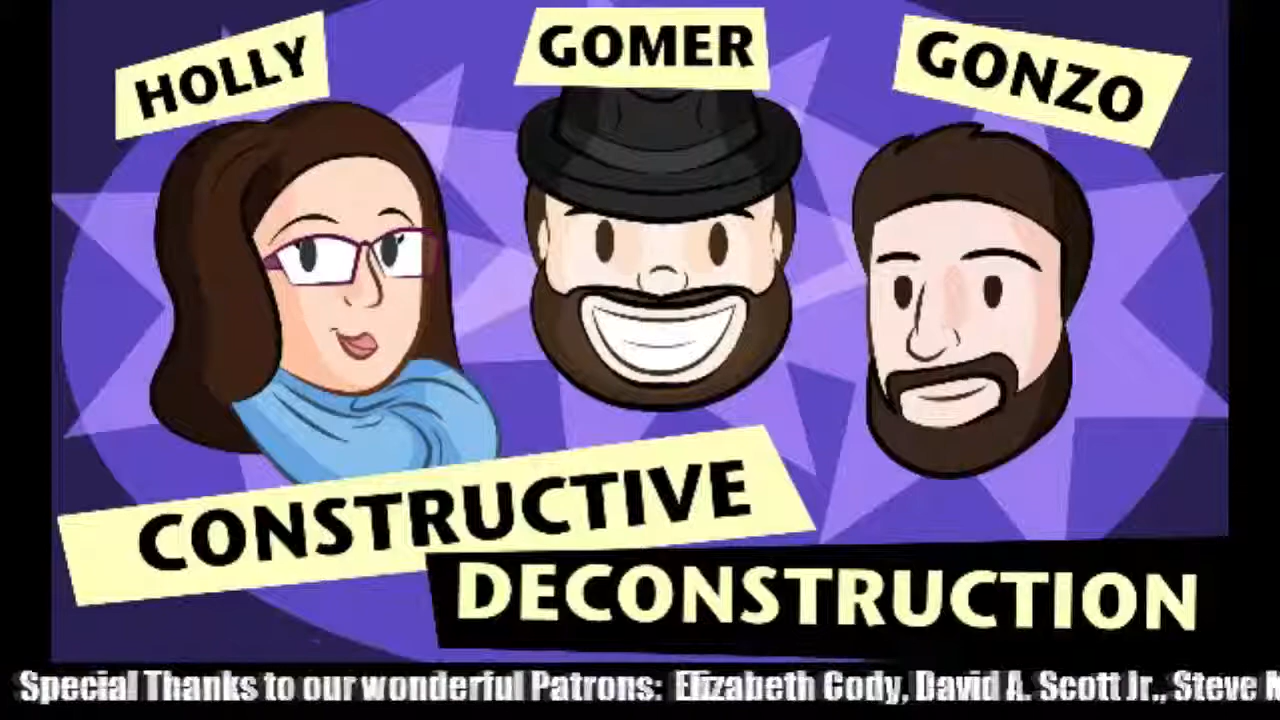 HOLLY
GOMER
GONZO
CONSTRUCTIVE
DECONSTRUCTION
Special Thanks to our wonderful Patrons: Elizabeth Cody, David A. Scott Jr., Steve